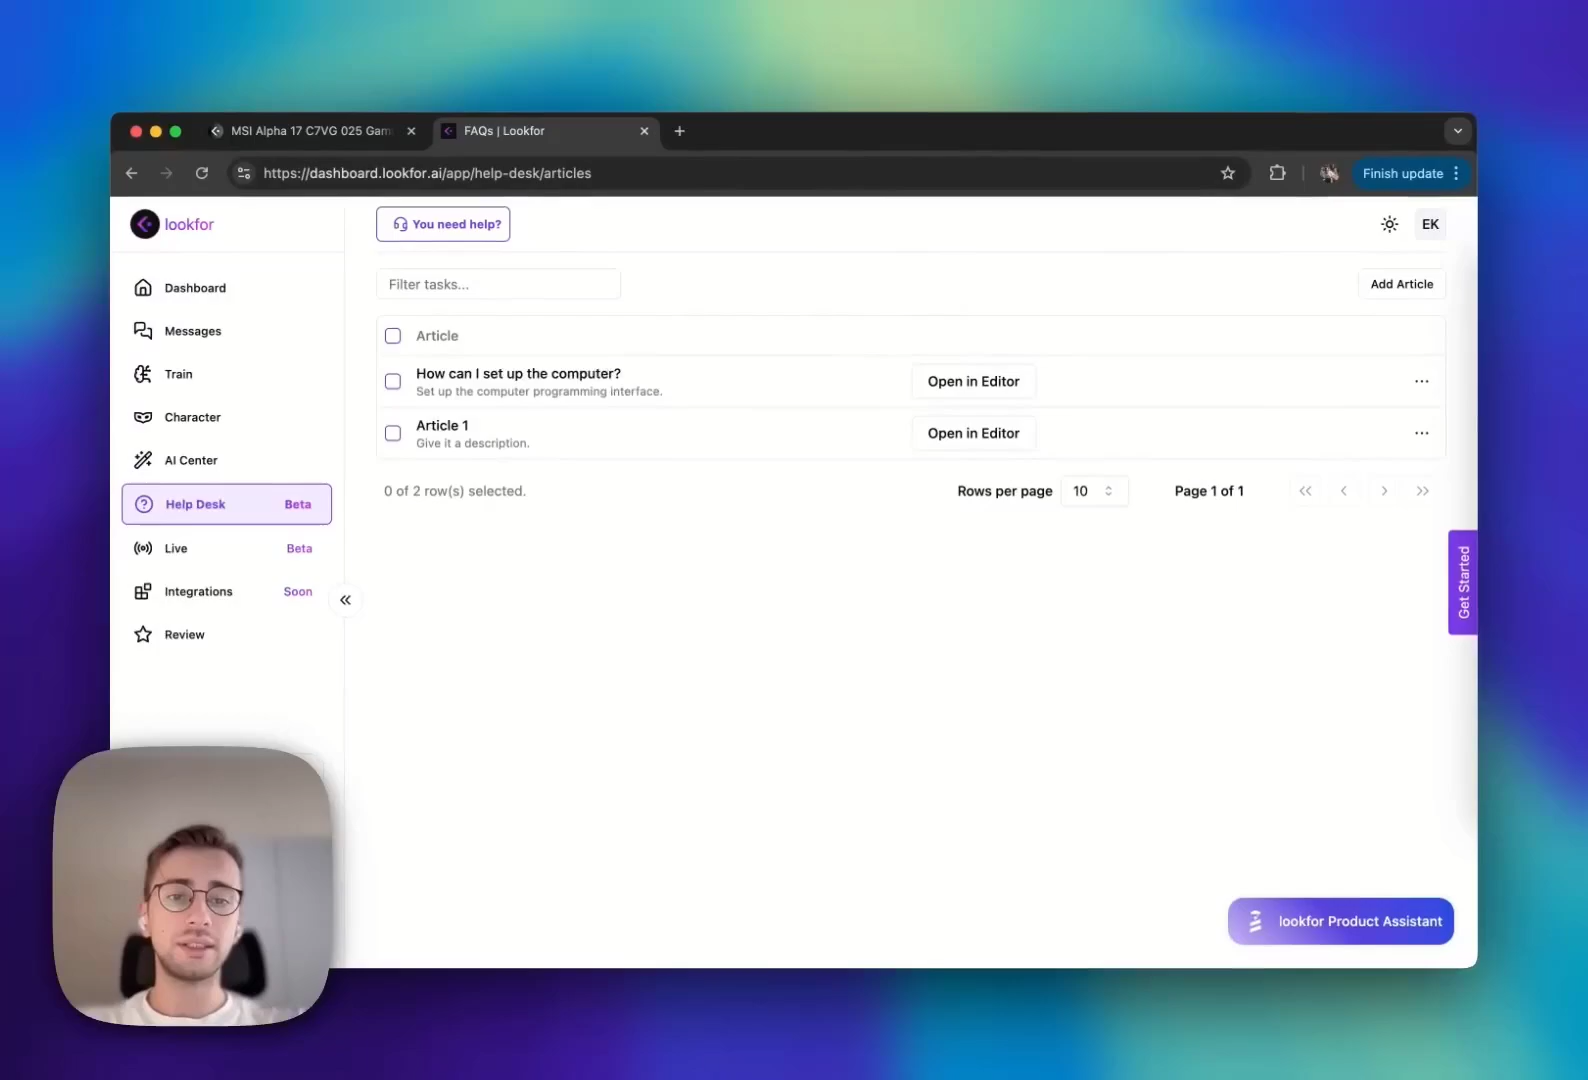 MSI Alpha 17 C7VG 025 Gam
FAQs | Lookfor
https://dashboard.lookfor.ai/app/help-desk/articles
Finish update
lookfor
You need help?
EK
Dashboard
Messages
Train
Character
AI Center
Help Desk Beta
Live Beta
Integrations Soon
Review
Filter tasks...
Add Article
Article
How can I set up the computer?
Set up the computer programming interface.
Open in Editor
Article 1
Give it a description.
Open in Editor
0 of 2 row(s) selected.
Rows per page 10
Page 1 of 1
Get Started
lookfor Product Assistant